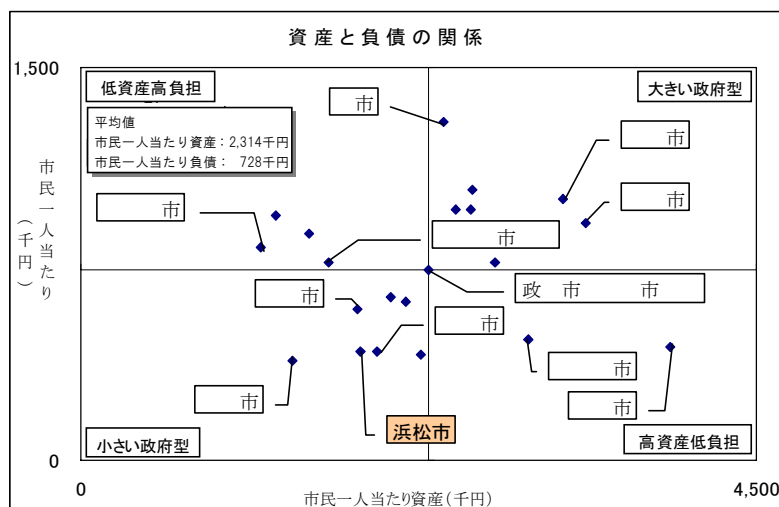 資産と負債の関係
1,500
低資産高負担
大きい政府型
市
平均値
市民一人当たり資産：2,314千円
市民一人当たり負債： 728千円
市
市
市
市
市民一人当たり
（千円）
市
政 市 市
市
市
市
市
浜松市
小さい政府型
高資産低負担
0
0
市民一人当たり資産(千円)
4,500